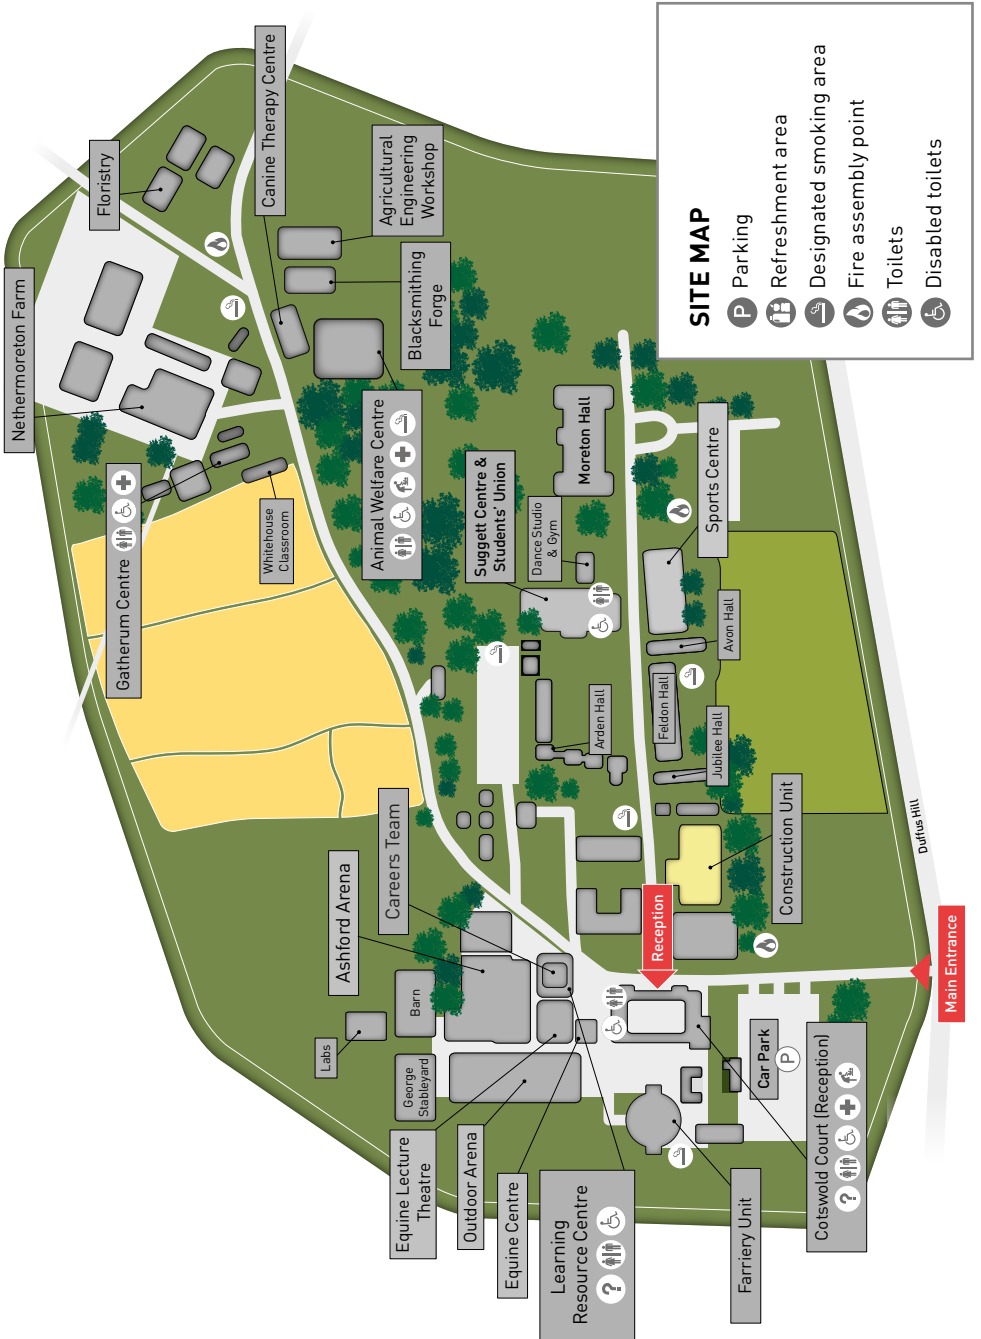 SITE MAP
P Parking
Refreshment area
Designated smoking area
Fire assembly point
Toilets
Disabled toilets
Nethermoreton Farm
Floristry
Canine Therapy Centre
Agricultural
Engineering
Workshop
Blacksmithing
Forge
Gatherum Centre
Whitehouse
Classroom
Animal Welfare Centre
Suggett Centre &
Students' Union
Dance Studio
& Gym
Moreton Hall
Sports Centre
Avon Hall
Feldon Hall
Jubilee Hall
Arden Hall
Construction Unit
Duffus Hill
Careers Team
Ashford Arena
Barn
Labs
George
Stableyard
Reception
Main Entrance
Car Park
P
Equine Lecture
Theatre
Outdoor Arena
Equine Centre
Learning
Resource Centre
?
Farriery Unit
Cotswold Court (Reception)
?